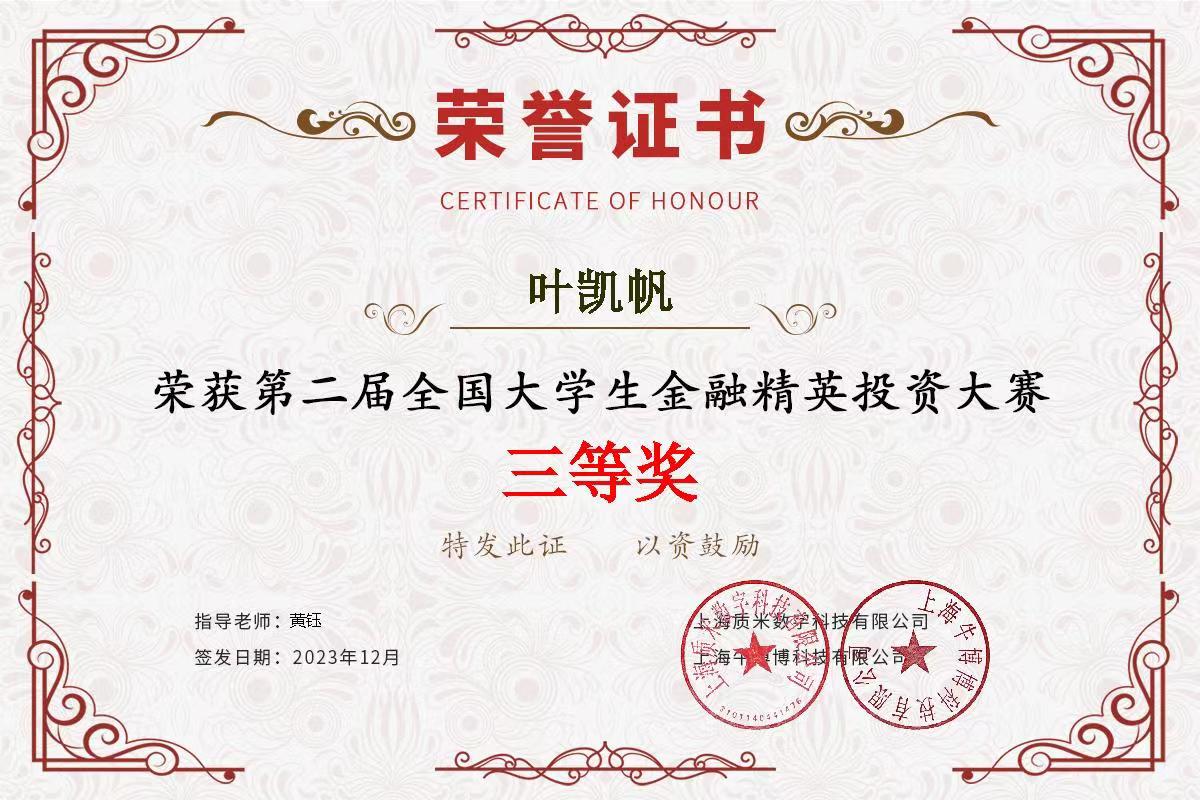 荣誉证书
CERTIFICATE OF HONOUR
叶凯帆
荣获第二届全国大学生金融精英投资大赛
三等奖
特发此证 以资鼓励
指导老师：黄钰
签发日期：2023年12月
上海质米数字科技有限公司
上海牛博科技有限公司
上海质米数字科技有限公司
上海牛博科技有限公司